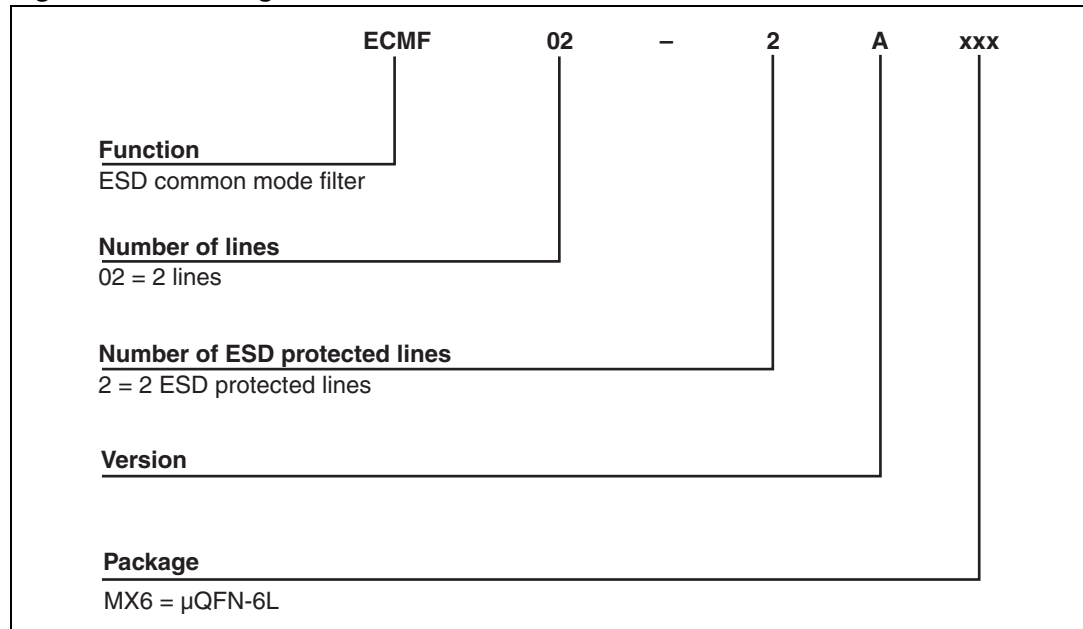 ECMF 02 – 2 A xxx
Function
ESD common mode filter
Number of lines
02 = 2 lines
Number of ESD protected lines
2 = 2 ESD protected lines
Version
Package
MX6 = µQFN-6L